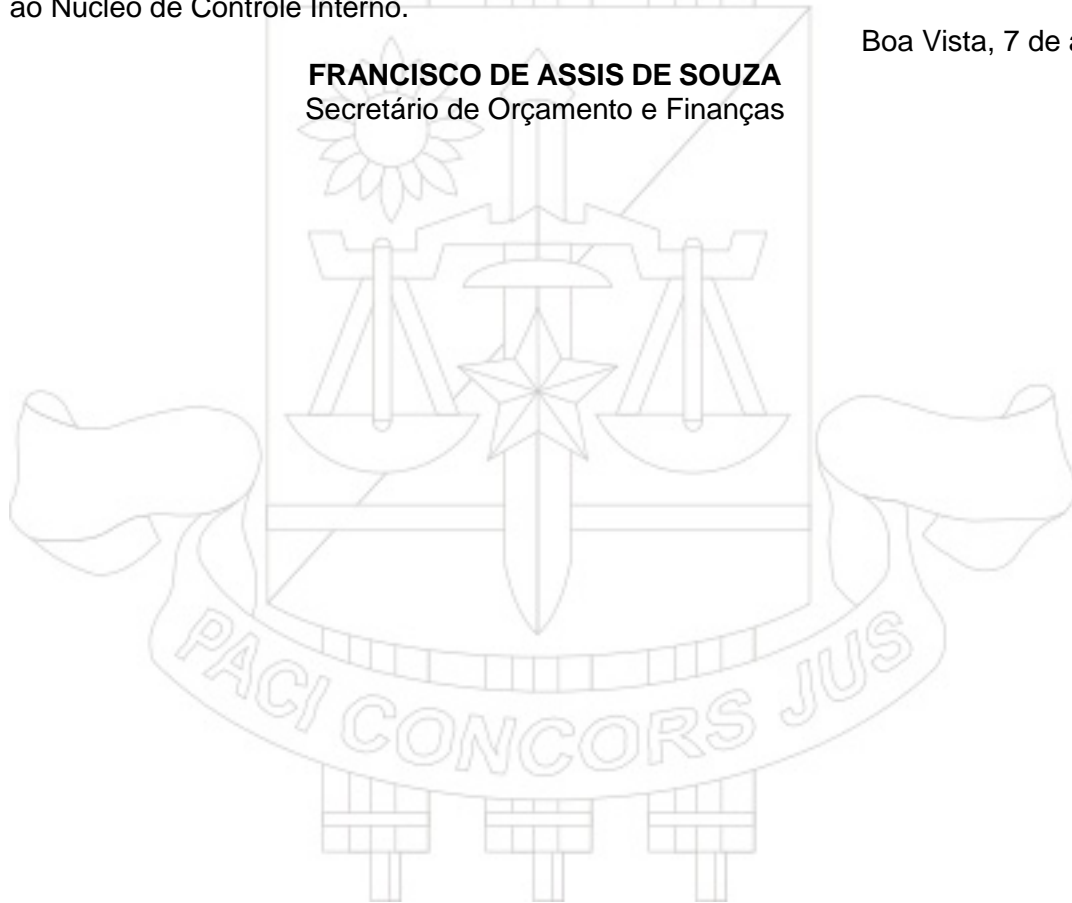 ao Núcleo de Controle Interno.
Boa Vista, 7 de a
FRANCISCO DE ASSIS DE SOUZA
Secretário de Orçamento e Finanças
PACI CONCORS JUS